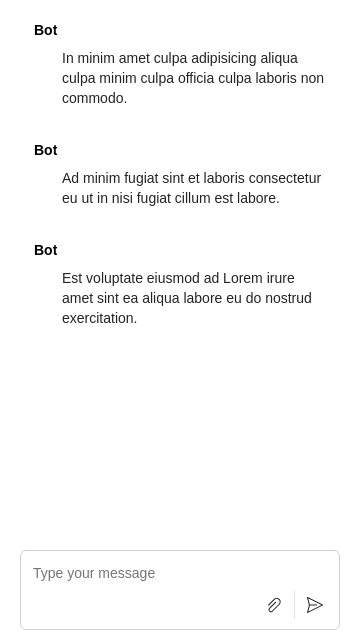 Bot
In minim amet culpa adipisicing aliqua
culpa minim culpa officia culpa laboris non
commodo.
Bot
Ad minim fugiat sint et laboris consectetur
eu ut in nisi fugiat cillum est labore.
Bot
Est voluptate eiusmod ad Lorem irure
amet sint ea aliqua labore eu do nostrud
exercitation.
Type your message